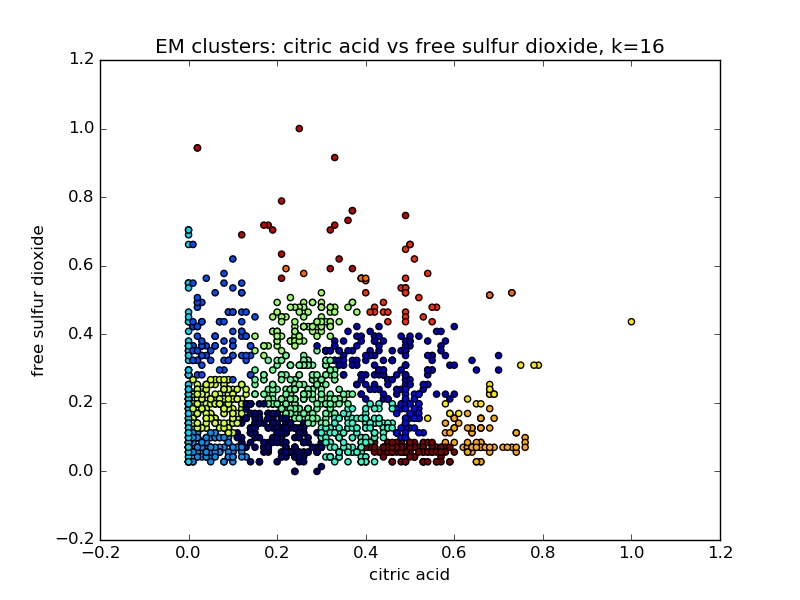 EM clusters: citric acid vs free sulfur dioxide, k=16
1.2
1.0
0.8
0.6
0.4
0.2
0.0
−0.2
free sulfur dioxide
−0.2 0.0 0.2 0.4 0.6 0.8 1.0 1.2
citric acid